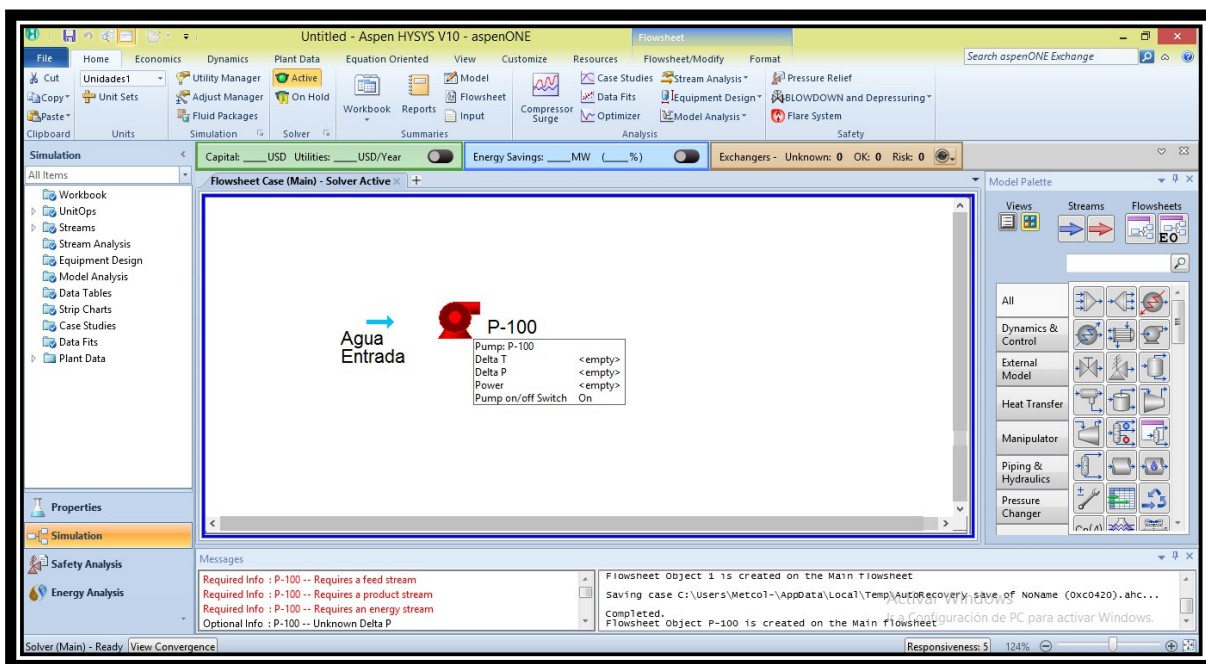 Untitled - Aspen HYSYS V10 - aspenONE
Flowsheet
File Home Economics Dynamics Plant Data Equation Oriented View Customize Resources Flowsheet/Modify Format
Search aspenONE Exchange
Cut
Copy
Paste
Clipboard
Unidades1
Unit Sets
Units
Utility Manager
Adjust Manager
Fluid Packages
Simulation
Active
On Hold
Solver
Workbook
Reports
Model
Flowsheet
Input
Summaries
Compressor
Surge
Case Studies
Data Fits
Optimizer
Stream Analysis
Equipment Design
Model Analysis
Analysis
Pressure Relief
BLOWDOWN and Depressuring
Flare System
Safety
Simulation
Capital: ____USD Utilities: ____USD/Year
Energy Savings: ____MW (____%)
Exchangers - Unknown: 0 OK: 0 Risk: 0
All Items
Workbook
UnitOps
Streams
Stream Analysis
Equipment Design
Model Analysis
Data Tables
Strip Charts
Case Studies
Data Fits
Plant Data
Properties
Simulation
Safety Analysis
Energy Analysis
Flowsheet Case (Main) - Solver Active
Agua
Entrada
P-100
Pump: P-100
Delta T <empty>
Delta P <empty>
Power <empty>
Pump on/off Switch On
Model Palette
Views Streams Flowsheets
EO
All
Dynamics &
Control
External
Model
Heat Transfer
Manipulator
Piping &
Hydraulics
Pressure
Changer
Messages
Required Info : P-100 -- Requires a feed stream
Required Info : P-100 -- Requires a product stream
Required Info : P-100 -- Requires an energy stream
Optional Info : P-100 -- Unknown Delta P
Flowsheet Object 1 is created on the Main flowsheet
Saving case C:\Users\Metcol-\AppData\Local\Temp\AutoRecovery save of NoName (0xc0420).ahc...
Completed.
Flowsheet Object P-100 is created on the Main flowsheet
Activar Windows
Configuración de PC para activar Windows.
Solver (Main) - Ready View Convergence
Responsiveness: 5 124%